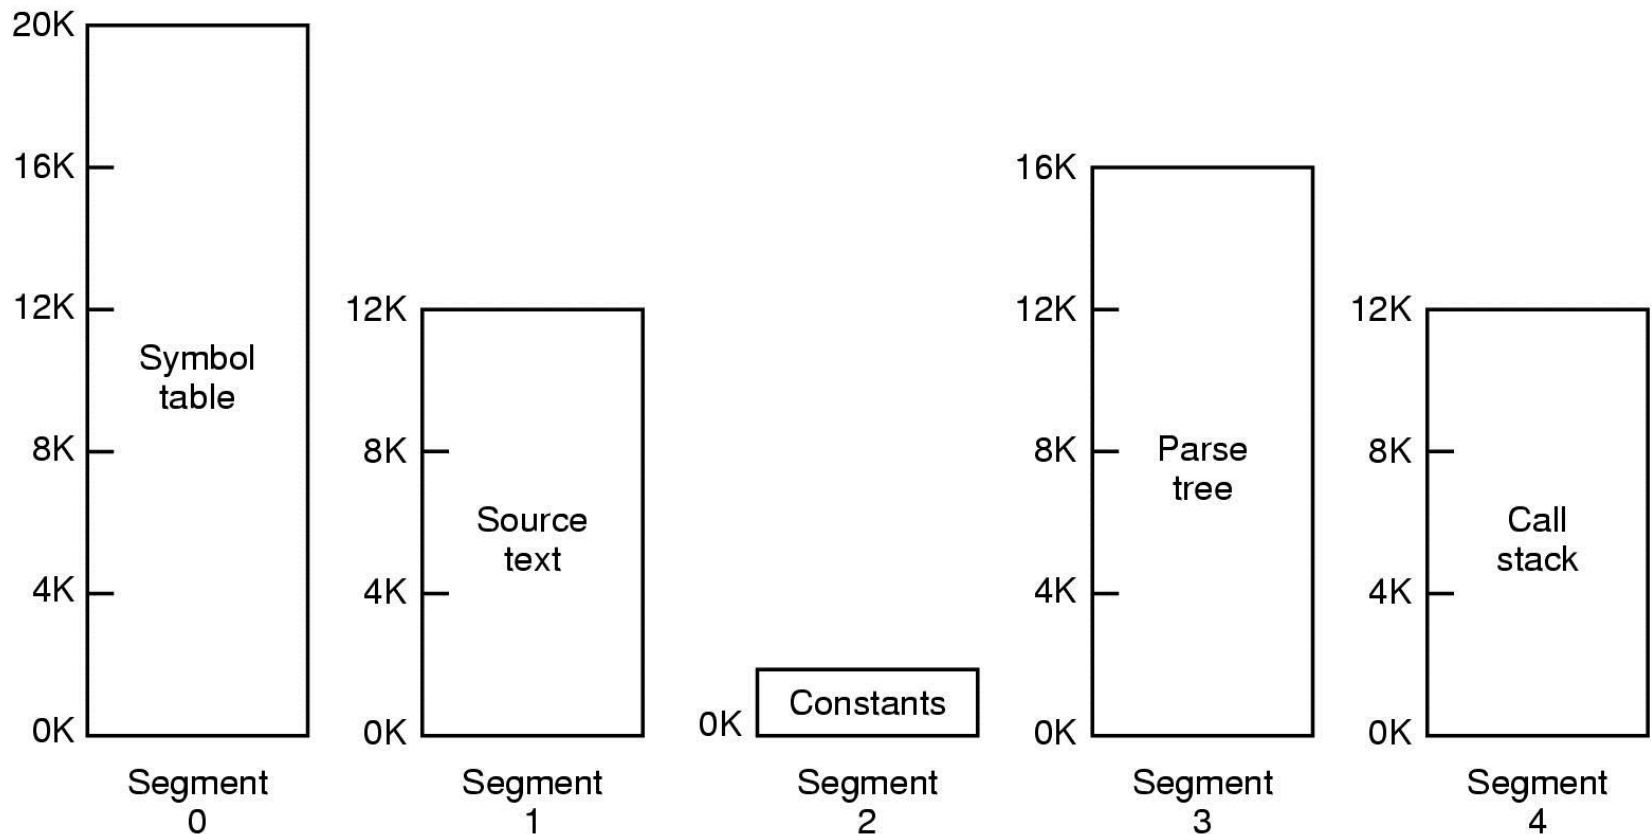 20K
16K
12K
8K
4K
0K
Symbol
table
Segment
0
12K
8K
4K
0K
Source
text
Segment
1
0K
Constants
Segment
2
16K
12K
8K
4K
0K
Parse
tree
Segment
3
12K
8K
4K
0K
Call
stack
Segment
4